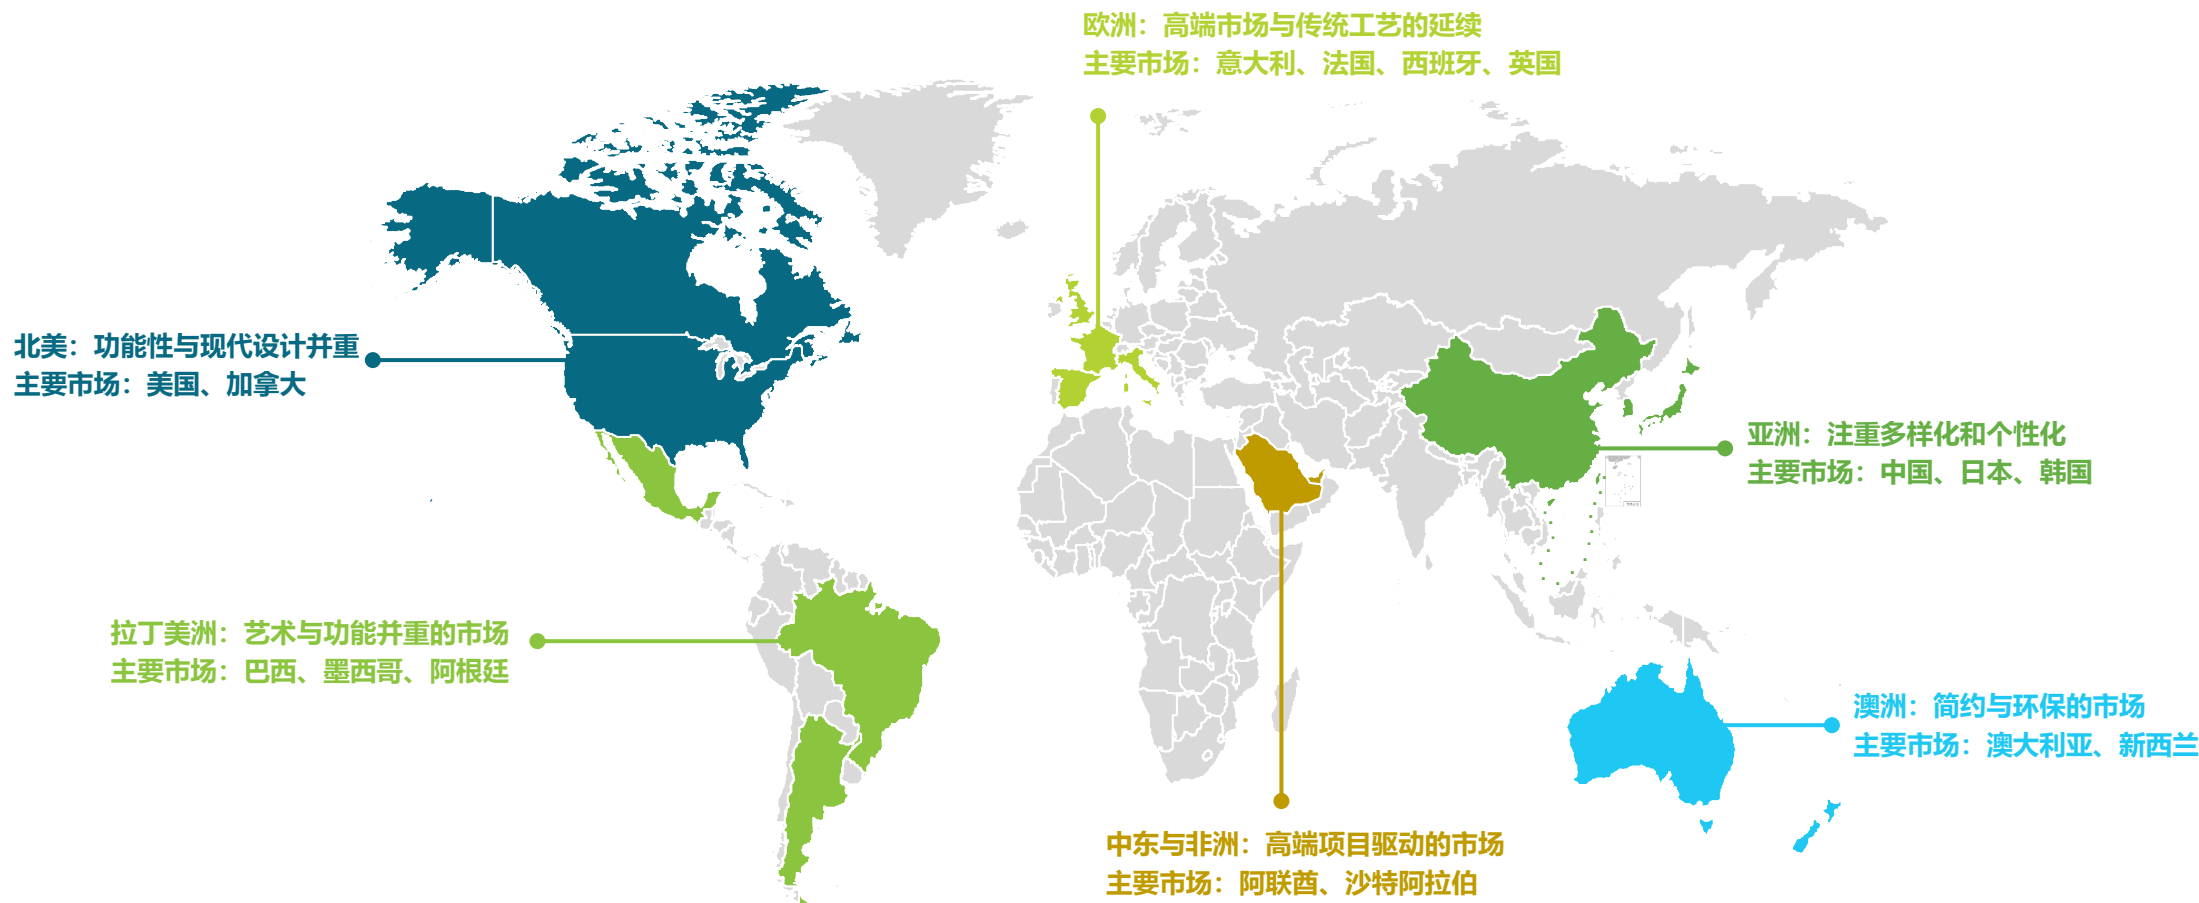 欧洲：高端市场与传统工艺的延续
主要市场：意大利、法国、西班牙、英国
北美：功能性与现代设计并重
主要市场：美国、加拿大
亚洲：注重多样化和个性化
主要市场：中国、日本、韩国
拉丁美洲：艺术与功能并重的市场
主要市场：巴西、墨西哥、阿根廷
澳洲：简约与环保的市场
主要市场：澳大利亚、新西兰
中东与非洲：高端项目驱动的市场
主要市场：阿联酋、沙特阿拉伯